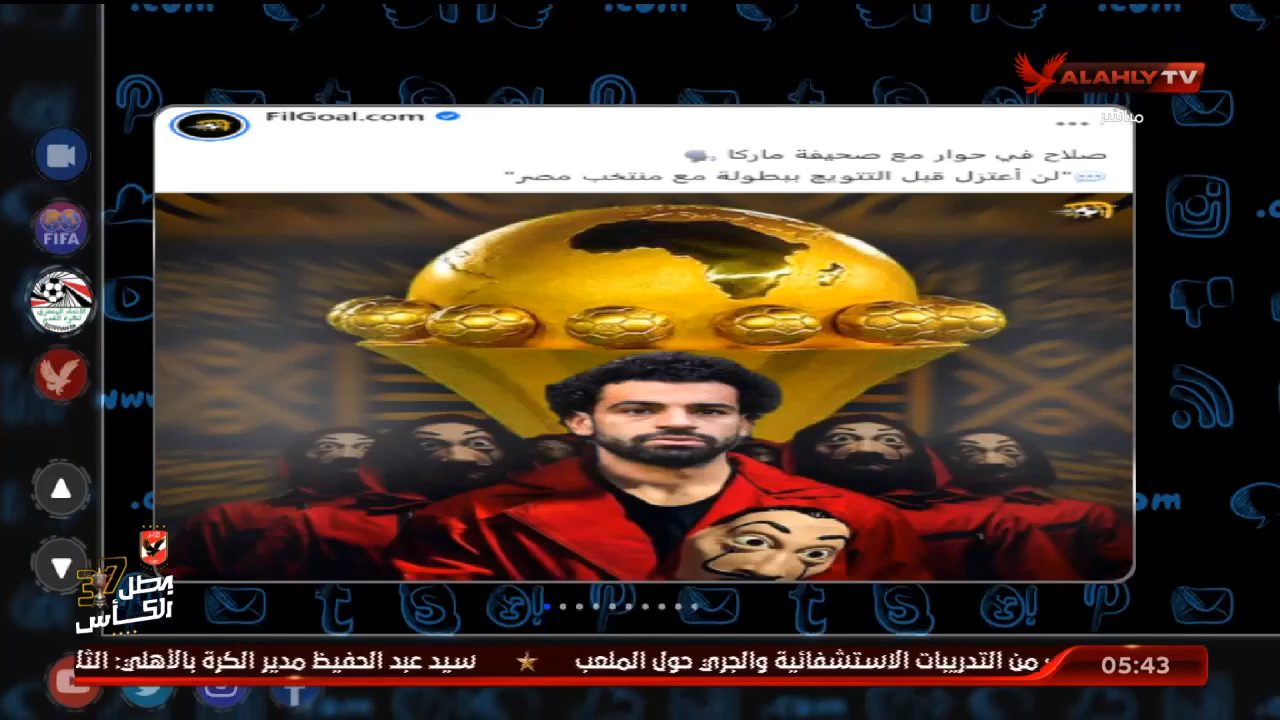 ALAHLY TV
مباشر
FilGoal.com
صلاح في حوار مع صحيفة ماركا
"لن أعتزل قبل التتويج ببطولة مع منتخب مصر"
FIFA
بطل
الكأس
37
من التدريبات الاستشفائية والجري حول الملعب
سيد عبد الحفيظ مدير الكرة بالأهلي: الثلا
05:43